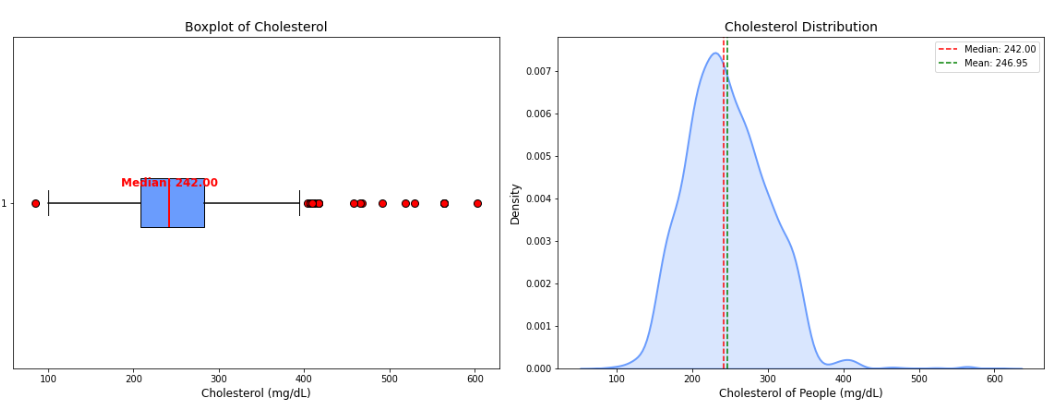 Boxplot of Cholesterol
Median: 242.00
1
100 200 300 400 500 600
Cholesterol (mg/dL)
Cholesterol Distribution
Median: 242.00
Mean: 246.95
0.007
0.006
0.005
0.004
0.003
0.002
0.001
0.000
Density
100 200 300 400 500 600
Cholesterol of People (mg/dL)